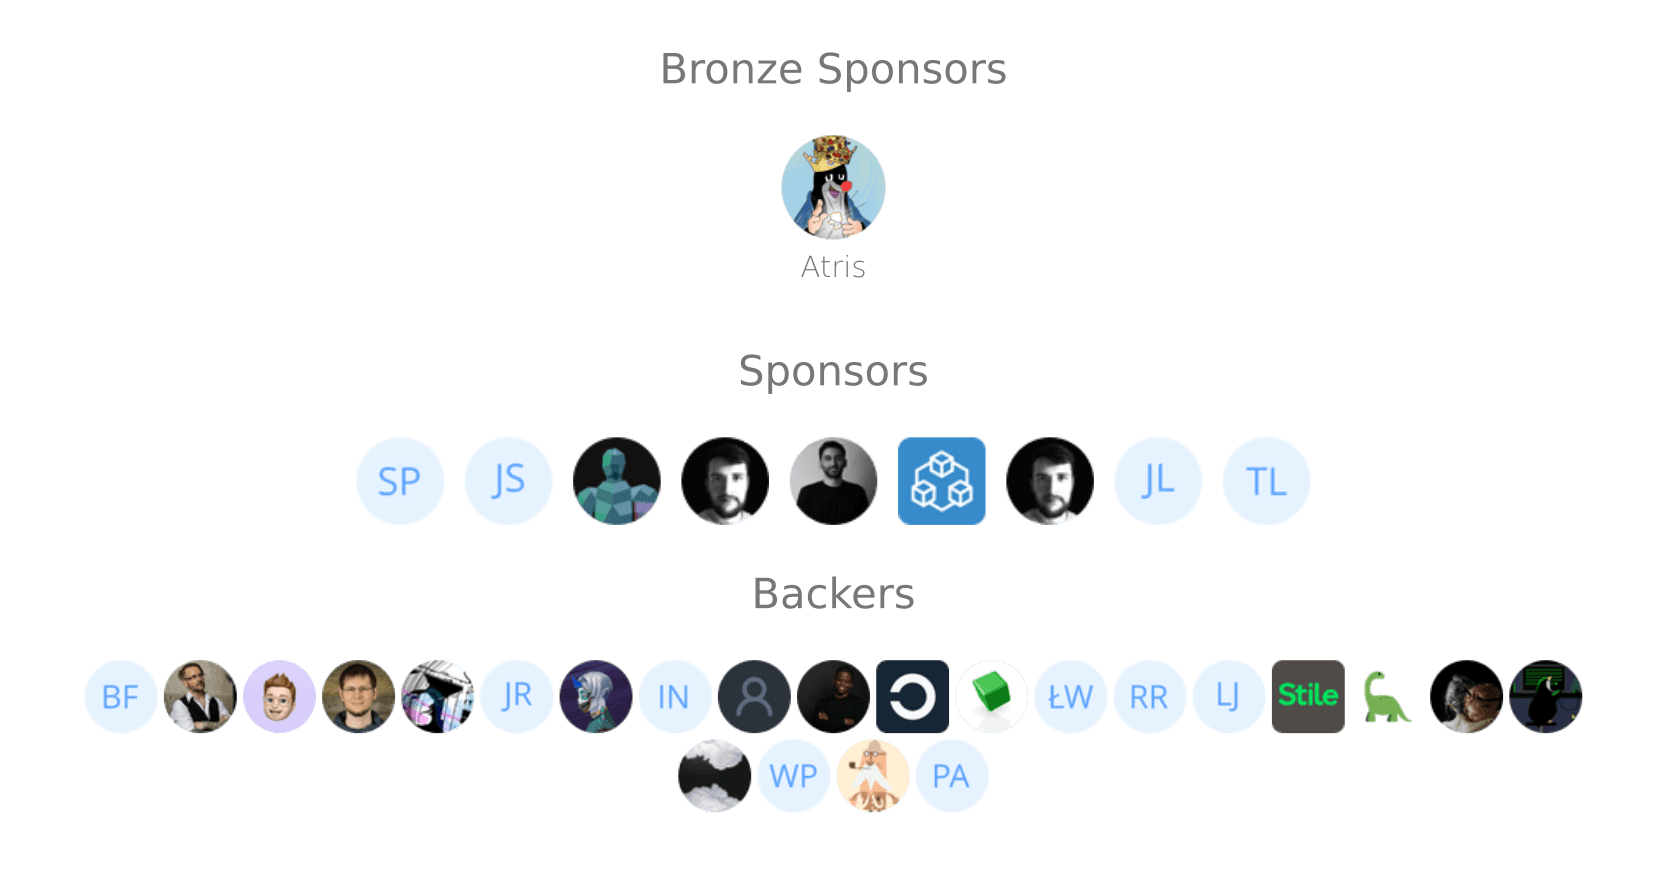 Bronze Sponsors
Atris
Sponsors
SP JS JL TL
Backers
BF JR IN ŁW RR LJ Stile
WP PA